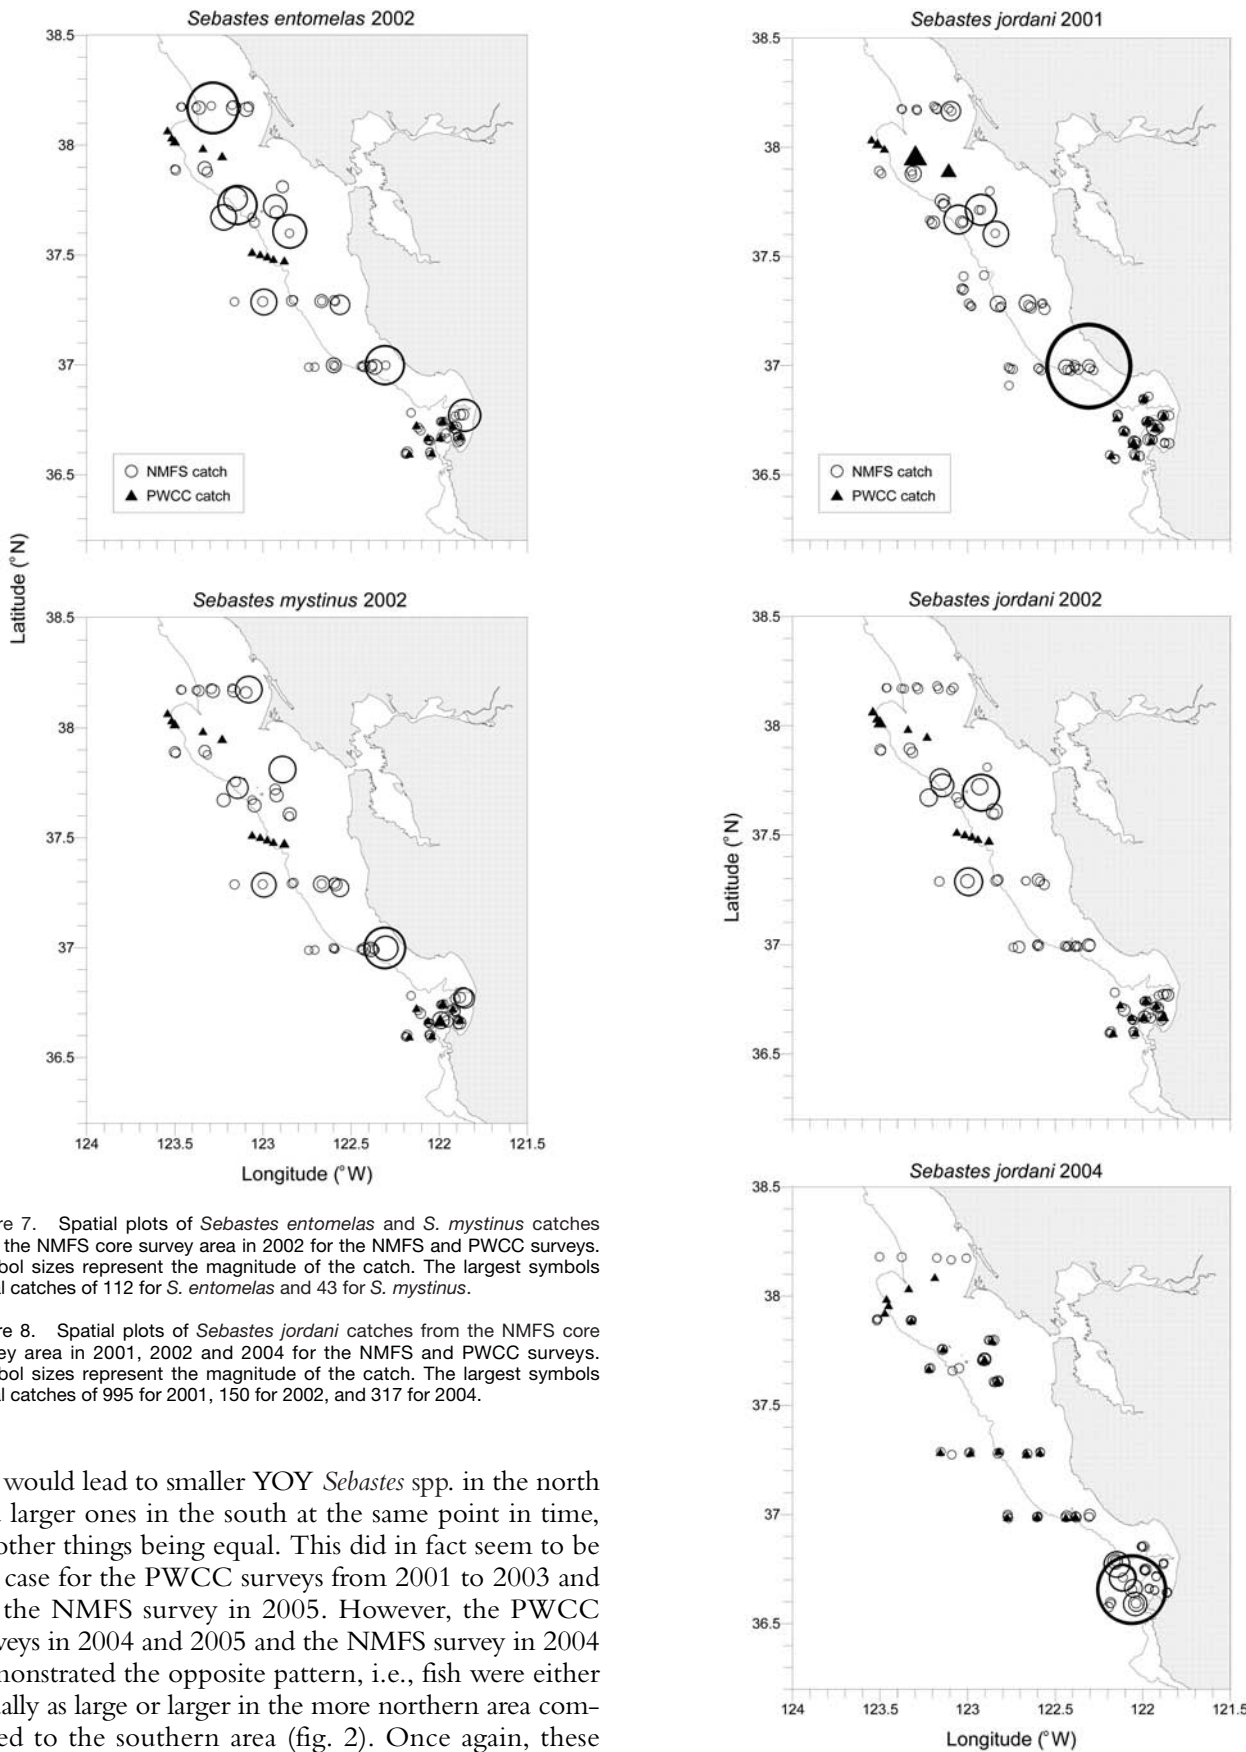 Sebastes entomelas 2002
38.5
38
37.5
37
36.5
NMFS catch
PWCC catch
Latitude (°N)
Sebastes mystinus 2002
38.5
38
37.5
37
36.5
124 123.5 123 122.5 122 121.5
Longitude (°W)
re 7. Spatial plots of Sebastes entomelas and S. mystinus catches
the NMFS core survey area in 2002 for the NMFS and PWCC surveys.
bol sizes represent the magnitude of the catch. The largest symbols
al catches of 112 for S. entomelas and 43 for S. mystinus.
re 8. Spatial plots of Sebastes jordani catches from the NMFS core
ey area in 2001, 2002 and 2004 for the NMFS and PWCC surveys.
bol sizes represent the magnitude of the catch. The largest symbols
al catches of 995 for 2001, 150 for 2002, and 317 for 2004.
would lead to smaller YOY Sebastes spp. in the north
larger ones in the south at the same point in time,
other things being equal. This did in fact seem to be
case for the PWCC surveys from 2001 to 2003 and
the NMFS survey in 2005. However, the PWCC
veys in 2004 and 2005 and the NMFS survey in 2004
monstrated the opposite pattern, i.e., fish were either
ually as large or larger in the more northern area com-
ed to the southern area (fig. 2). Once again, these
Sebastes jordani 2001
38.5
38
37.5
37
36.5
NMFS catch
PWCC catch
Sebastes jordani 2002
38.5
38
37.5
37
36.5
Latitude (°N)
Sebastes jordani 2004
38.5
38
37.5
37
36.5
124 123.5 123 122.5 122 121.5
Longitude (°W)